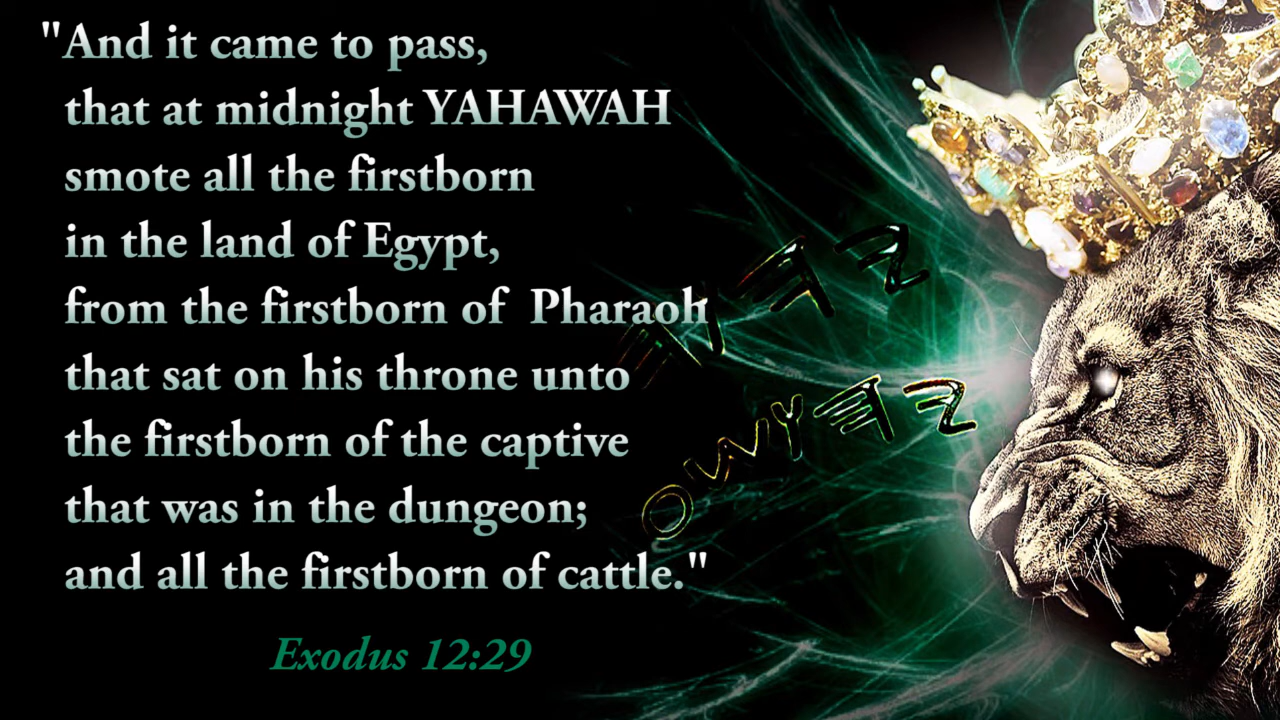 "And it came to pass,
that at midnight YAHAWAH
smote all the firstborn
in the land of Egypt,
from the firstborn of Pharaoh
that sat on his throne unto
the firstborn of the captive
that was in the dungeon;
and all the firstborn of cattle."
Exodus 12:29
𐤉𐤄𐤅𐤄
𐤉𐤄𐤅𐤔𐤏